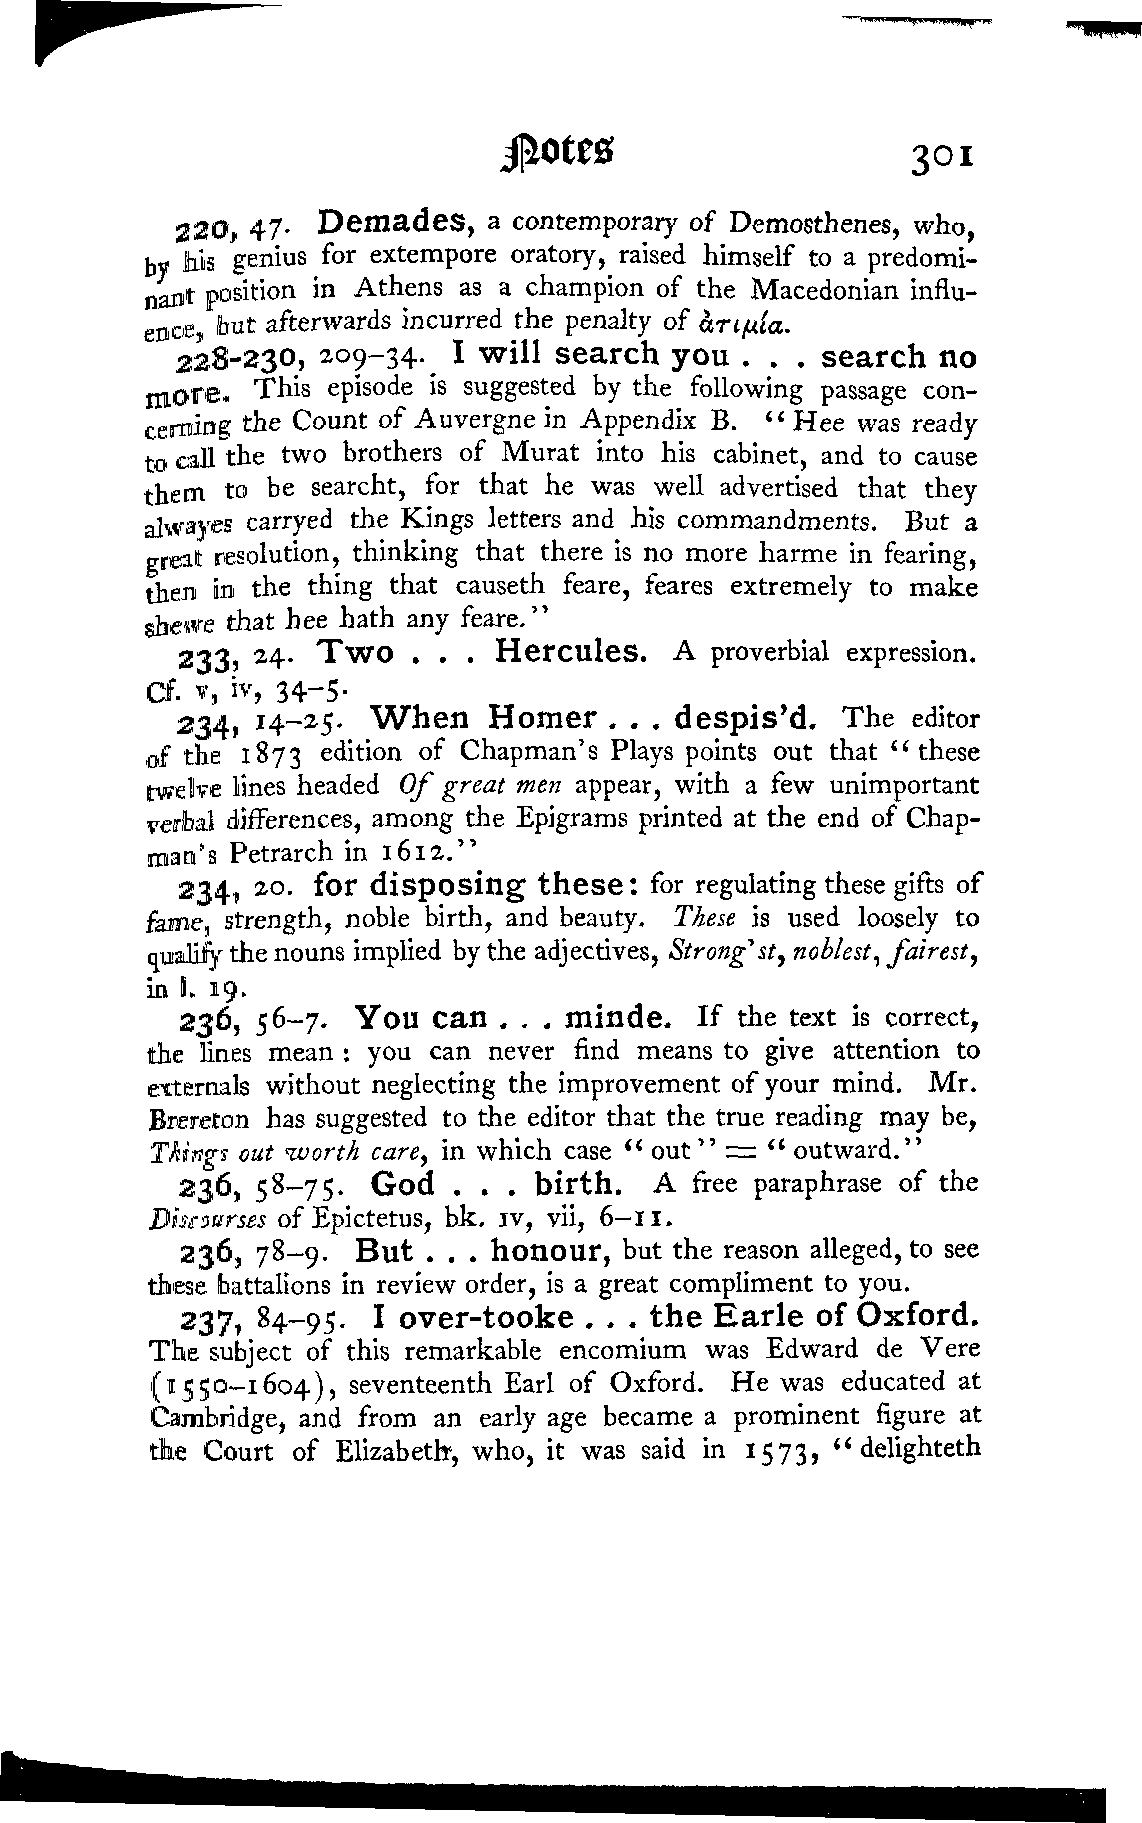 Notes 301
220, 47. Demades, a contemporary of Demosthenes, who,
by his genius for extempore oratory, raised himself to a predomi-
nant position in Athens as a champion of the Macedonian influ-
ence, but afterwards incurred the penalty of ἀτιμία.
228-230, 209–34. I will search you . . . search no
more. This episode is suggested by the following passage con-
cerning the Count of Auvergne in Appendix B. “Hee was ready
to call the two brothers of Murat into his cabinet, and to cause
them to be searcht, for that he was well advertised that they
alwayes carryed the Kings letters and his commandments. But a
great resolution, thinking that there is no more harme in fearing,
then in the thing that causeth feare, feares extremely to make
shewe that hee hath any feare.”
233, 24. Two . . . Hercules. A proverbial expression.
Cf. v, iv, 34–5.
234, 14–25. When Homer . . . despis'd. The editor
of the 1873 edition of Chapman's Plays points out that “these
twelve lines headed Of great men appear, with a few unimportant
verbal differences, among the Epigrams printed at the end of Chap-
man's Petrarch in 1612.”
234, 20. for disposing these: for regulating these gifts of
fame, strength, noble birth, and beauty. These is used loosely to
qualify the nouns implied by the adjectives, Strong'st, noblest, fairest,
in l. 19.
236, 56–7. You can . . . minde. If the text is correct,
the lines mean: you can never find means to give attention to
externals without neglecting the improvement of your mind. Mr.
Brereton has suggested to the editor that the true reading may be,
Things out worth care, in which case “out” = “outward.”
236, 58–75. God . . . birth. A free paraphrase of the
Discourses of Epictetus, bk. IV, vii, 6–11.
236, 78–9. But . . . honour, but the reason alleged, to see
these battalions in review order, is a great compliment to you.
237, 84–95. I over-tooke . . . the Earle of Oxford.
The subject of this remarkable encomium was Edward de Vere
(1550–1604), seventeenth Earl of Oxford. He was educated at
Cambridge, and from an early age became a prominent figure at
the Court of Elizabeth, who, it was said in 1573, “delighteth